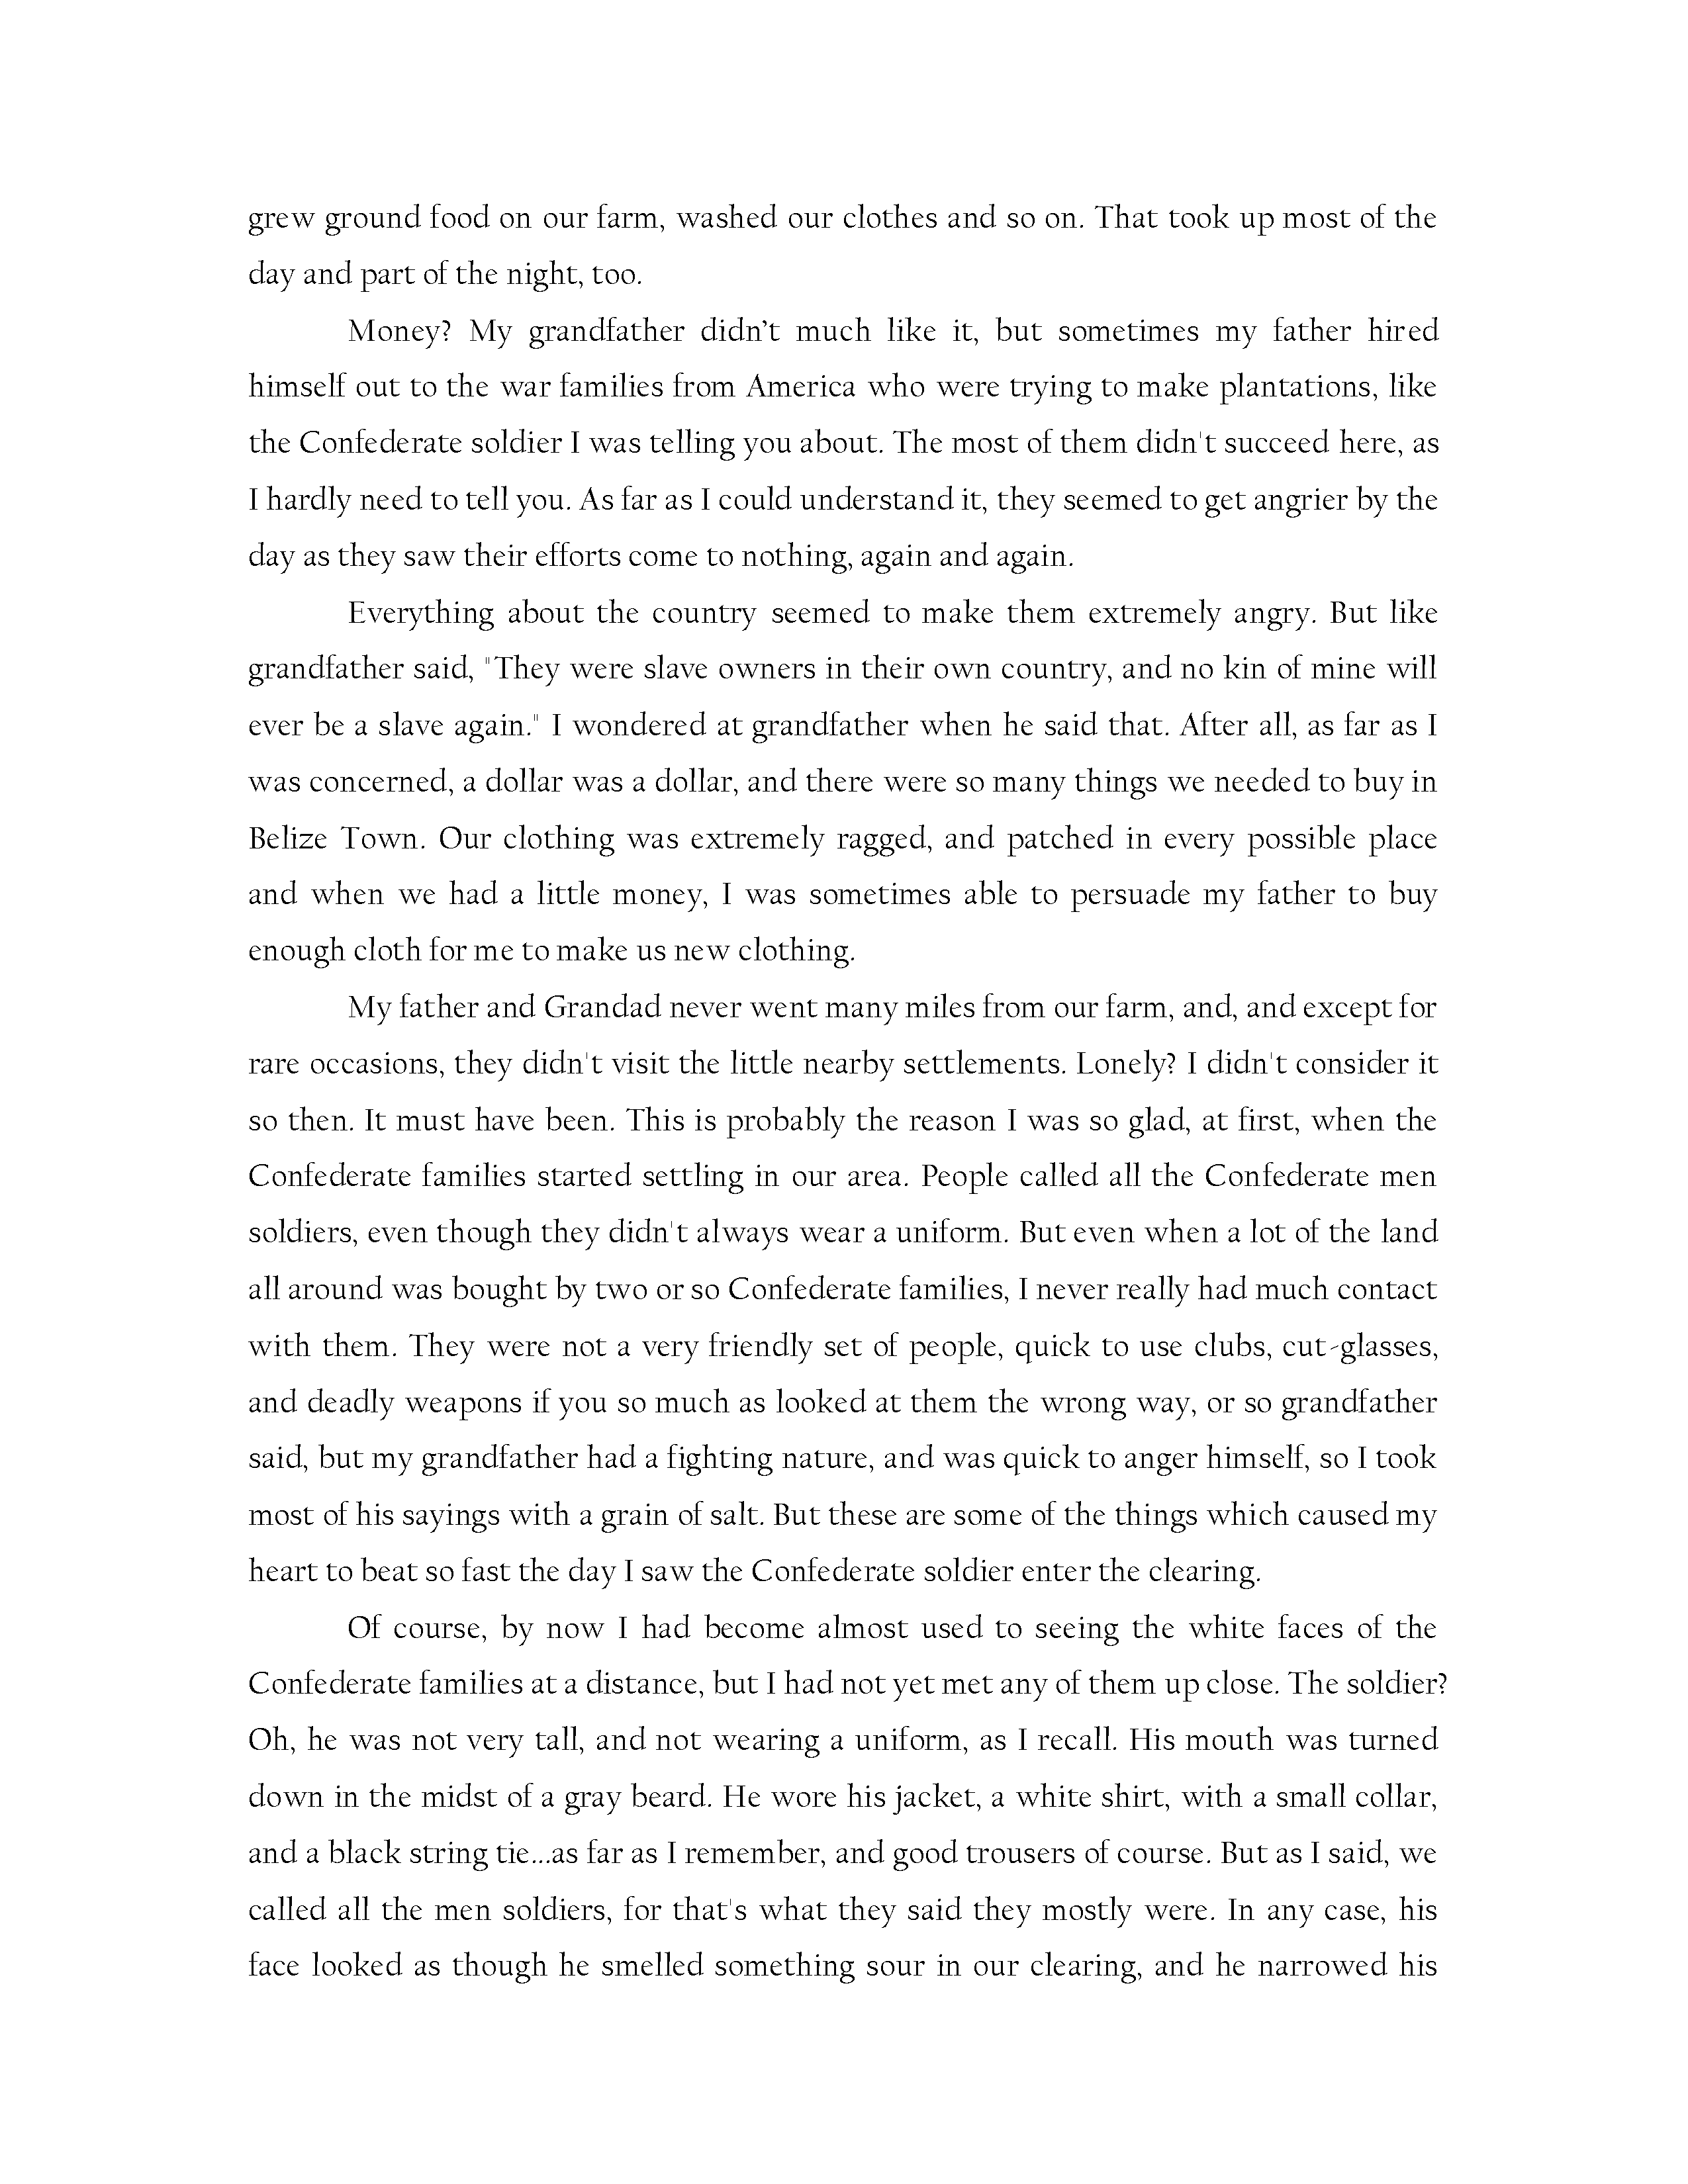 grew ground food on our farm, washed our clothes and so on. That took up most of the
day and part of the night, too.
Money? My grandfather didn’t much like it, but sometimes my father hired
himself out to the war families from America who were trying to make plantations, like
the Confederate soldier I was telling you about. The most of them didn't succeed here, as
I hardly need to tell you. As far as I could understand it, they seemed to get angrier by the
day as they saw their efforts come to nothing, again and again.
Everything about the country seemed to make them extremely angry. But like
grandfather said, "They were slave owners in their own country, and no kin of mine will
ever be a slave again." I wondered at grandfather when he said that. After all, as far as I
was concerned, a dollar was a dollar, and there were so many things we needed to buy in
Belize Town. Our clothing was extremely ragged, and patched in every possible place
and when we had a little money, I was sometimes able to persuade my father to buy
enough cloth for me to make us new clothing.
My father and Grandad never went many miles from our farm, and, and except for
rare occasions, they didn't visit the little nearby settlements. Lonely? I didn't consider it
so then. It must have been. This is probably the reason I was so glad, at first, when the
Confederate families started settling in our area. People called all the Confederate men
soldiers, even though they didn't always wear a uniform. But even when a lot of the land
all around was bought by two or so Confederate families, I never really had much contact
with them. They were not a very friendly set of people, quick to use clubs, cut-glasses,
and deadly weapons if you so much as looked at them the wrong way, or so grandfather
said, but my grandfather had a fighting nature, and was quick to anger himself, so I took
most of his sayings with a grain of salt. But these are some of the things which caused my
heart to beat so fast the day I saw the Confederate soldier enter the clearing.
Of course, by now I had become almost used to seeing the white faces of the
Confederate families at a distance, but I had not yet met any of them up close. The soldier?
Oh, he was not very tall, and not wearing a uniform, as I recall. His mouth was turned
down in the midst of a gray beard. He wore his jacket, a white shirt, with a small collar,
and a black string tie...as far as I remember, and good trousers of course. But as I said, we
called all the men soldiers, for that's what they said they mostly were. In any case, his
face looked as though he smelled something sour in our clearing, and he narrowed his